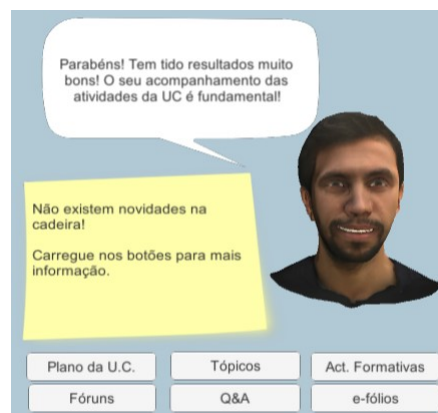 Parabéns! Tem tido resultados muito
bons! O seu acompanhamento das
atividades da UC é fundamental!
Não existem novidades na
cadeira!
Carregue nos botões para mais
informação.
Plano da U.C.
Tópicos
Act. Formativas
Fóruns
Q&A
e-fólios